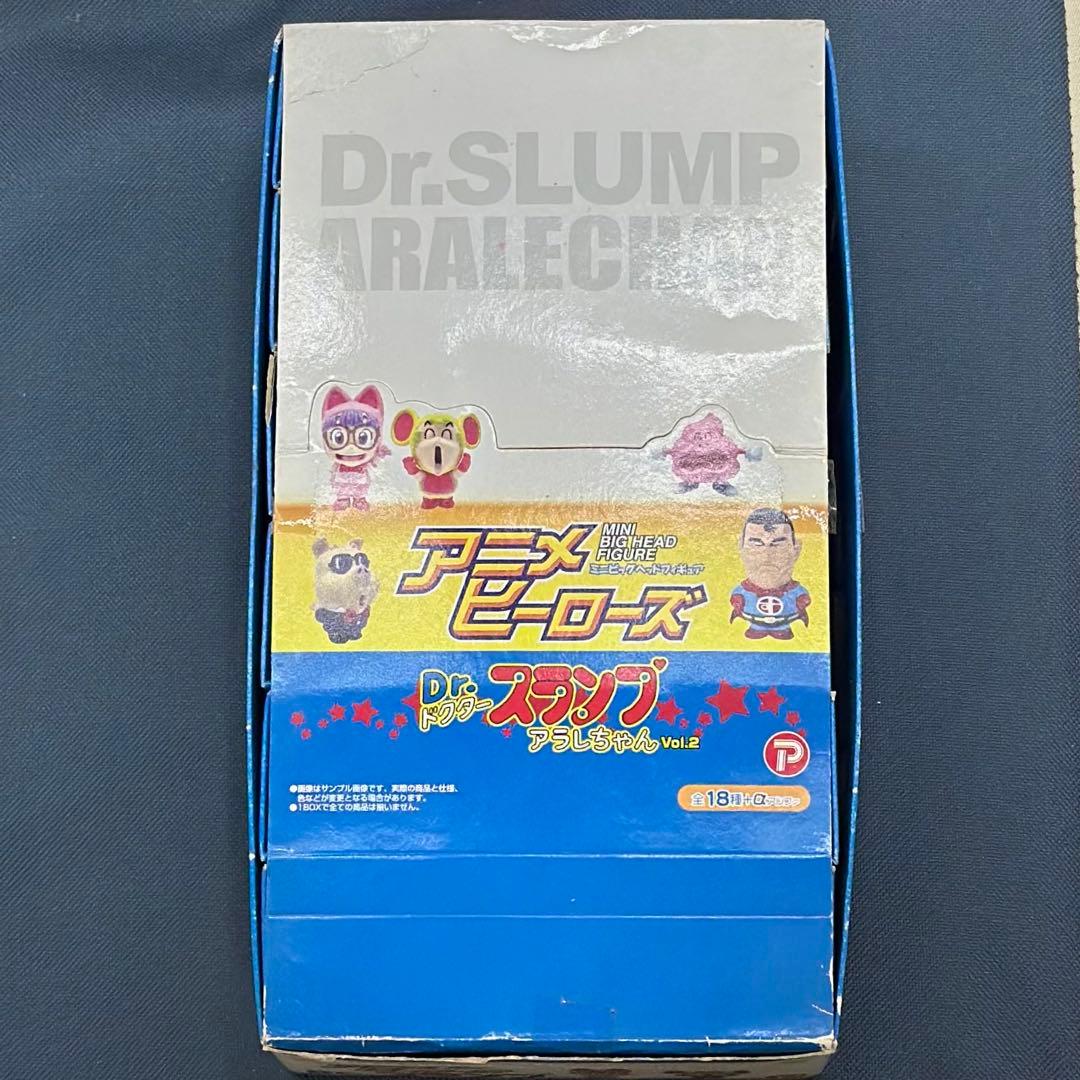 Dr.SLUMP
ARALECHAN
アニメ
ヒーローズ
MINI
BIG HEAD
FIGURE
ミニビッグヘッドフィギュア
Dr.
ドクター
スランプ
アラレちゃん Vol.2
P
●画像はサンプル画像です、実際の商品と仕様、
色などが変更となる場合があります。
●1BOXで全ての商品は揃いません。
全18種+αアルファ